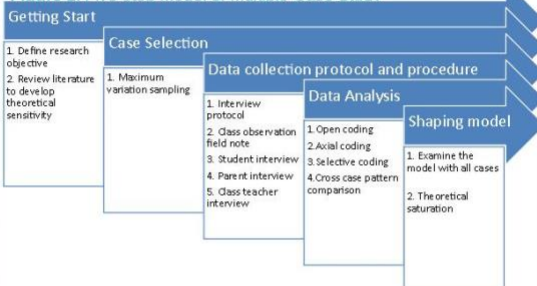 Getting Start
1. Define research
objective
2. Review literature
to develop
theoretical
sensitivity
Case Selection
1. Maximum
variation sampling
Data collection protocol and procedure
1. Interview
protocol
2. Class observation
field note
3. Student interview
4. Parent interview
5. Class teacher
interview
Data Analysis
1.Open coding
2.Axial coding
3.Selective coding
4.Cross case pattern
comparison
Shaping model
1. Examine the
model with all cases
2. Theoretical
saturation